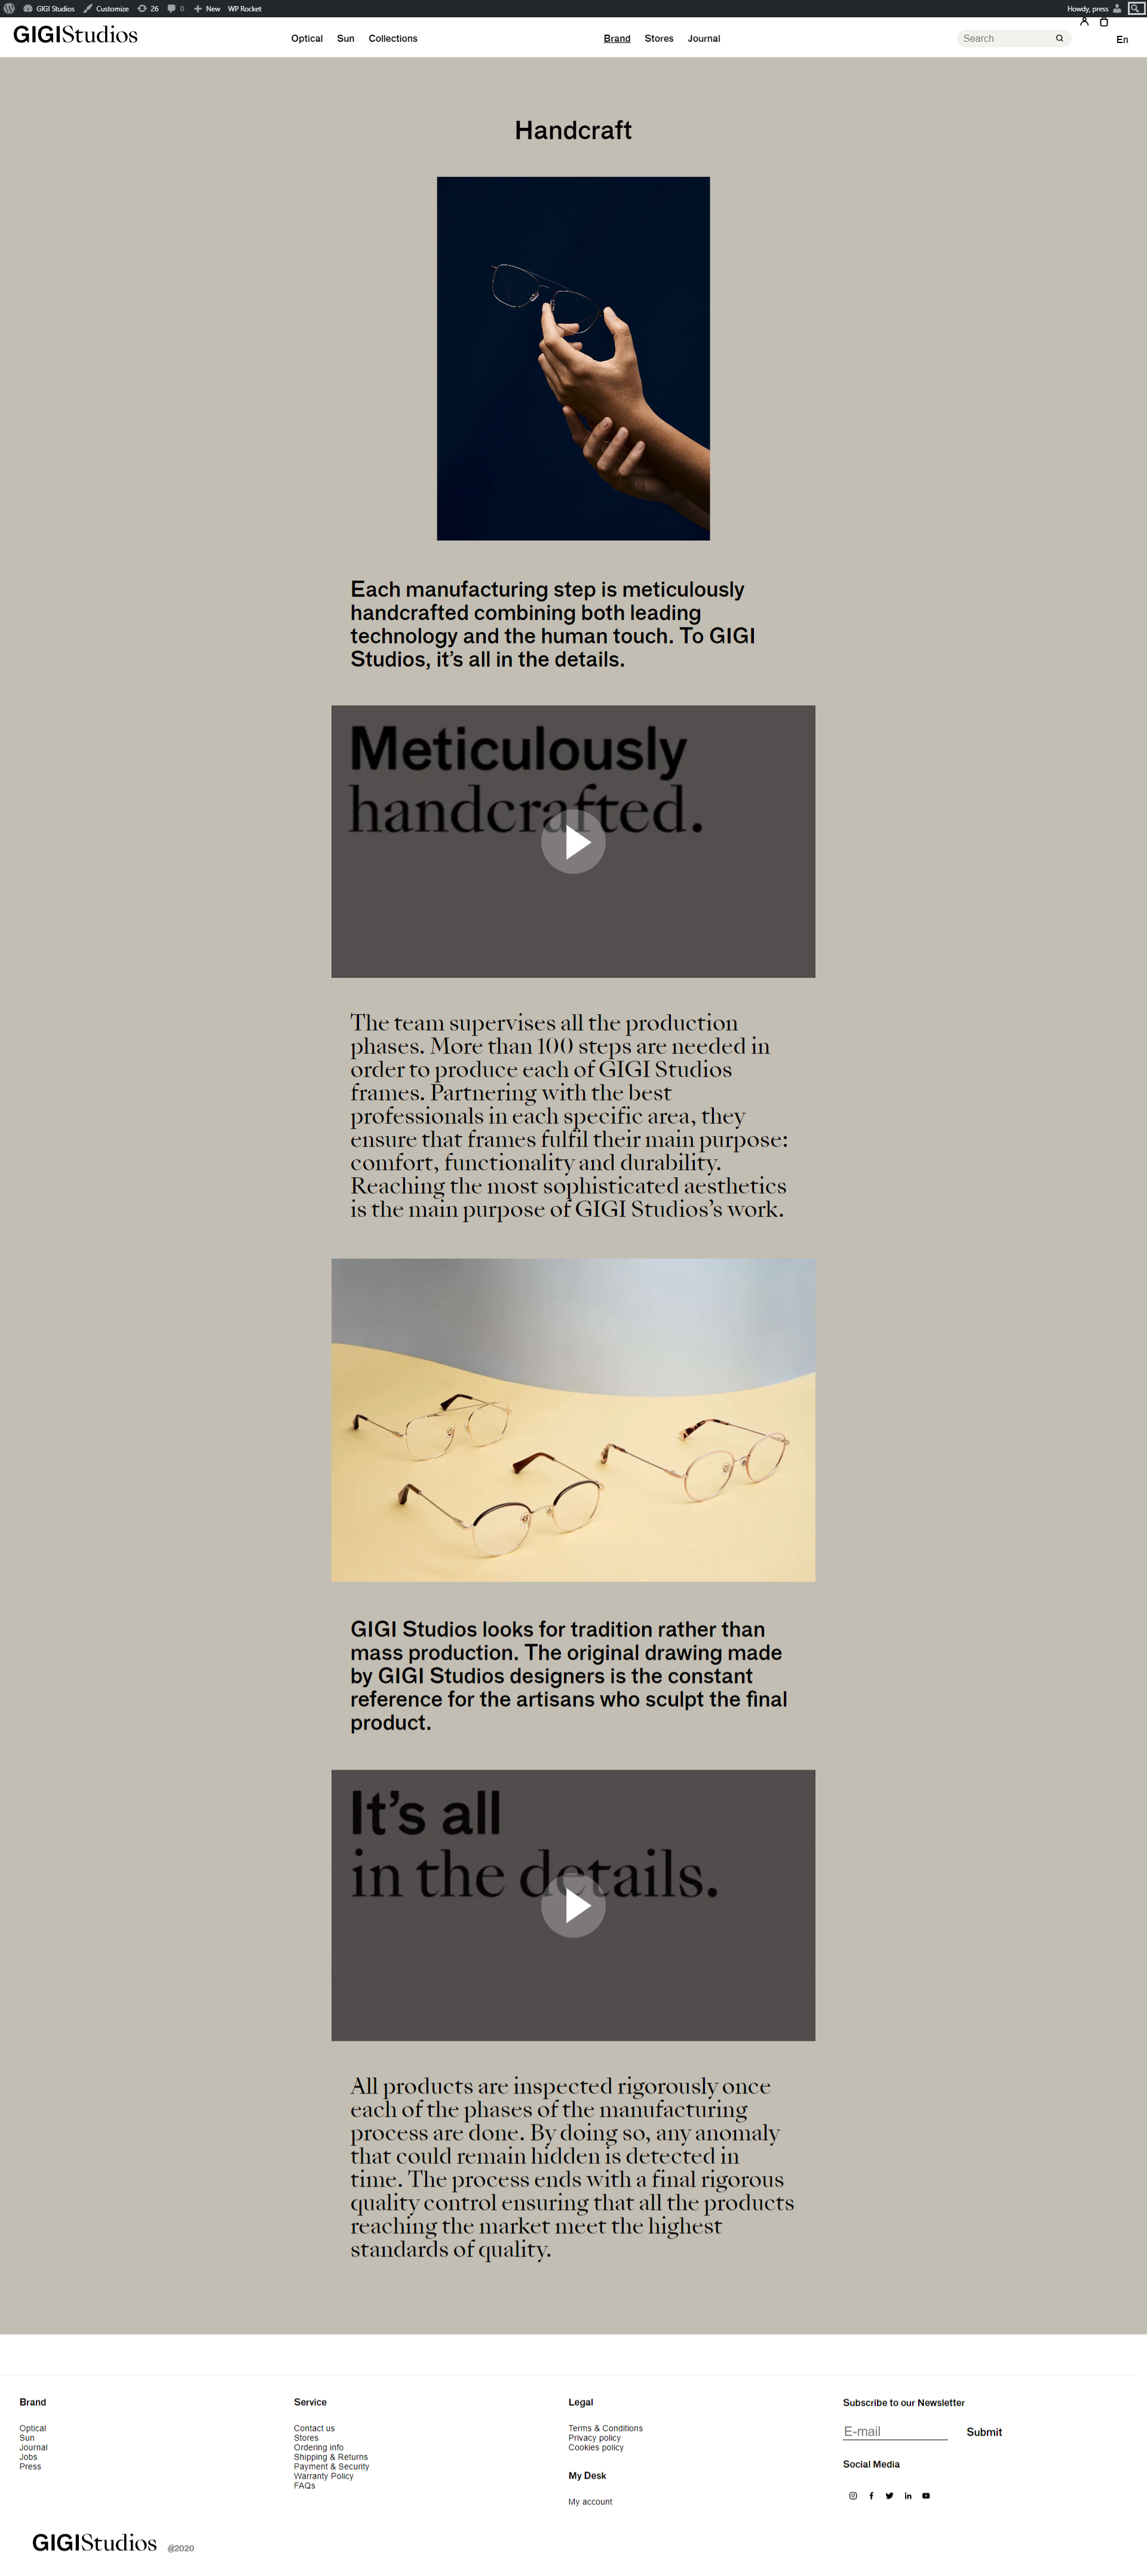 GIGI Studios Customize 26 0 New WP Rocket Howdy, press
GIGIStudios Optical Sun Collections Brand Stores Journal Search En
Handcraft
Each manufacturing step is meticulously
handcrafted combining both leading
technology and the human touch. To GIGI
Studios, it’s all in the details.
Meticulously
handcrafted.
The team supervises all the production
phases. More than 100 steps are needed in
order to produce each of GIGI Studios
frames. Partnering with the best
professionals in each specific area, they
ensure that frames fulfil their main purpose:
comfort, functionality and durability.
Reaching the most sophisticated aesthetics
is the main purpose of GIGI Studios’s work.
GIGI Studios looks for tradition rather than
mass production. The original drawing made
by GIGI Studios designers is the constant
reference for the artisans who sculpt the final
product.
It’s all
in the details.
All products are inspected rigorously once
each of the phases of the manufacturing
process are done. By doing so, any anomaly
that could remain hidden is detected in
time. The process ends with a final rigorous
quality control ensuring that all the products
reaching the market meet the highest
standards of quality.
Brand
Optical
Sun
Journal
Jobs
Press
Service
Contact us
Stores
Ordering info
Shipping & Returns
Payment & Security
Warranty Policy
FAQs
Legal
Terms & Conditions
Privacy policy
Cookies policy
My Desk
My account
Subscribe to our Newsletter
E-mail Submit
Social Media
GIGIStudios @2020